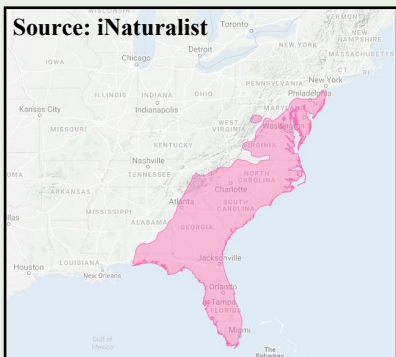 Source: iNaturalist
WISCONSIN
Toronto
VERMONT
NEW
HAMPSHIRE
Detroit
NEW YORK
MASSACHUSETTS
IOWA
Chicago
CT
RI
New York
PENNSYLVANIA
Philadelphia
ILLINOIS
INDIANA
OHIO
Indianapolis
Kansas City
WEST
VIRGINIA
Washington
MISSOURI
VIRGINIA
KENTUCKY
Nashville
TENNESSEE
NORTH
CAROLINA
Charlotte
ARKANSAS
Atlanta
SOUTH
CAROLINA
MISSISSIPPI
ALABAMA
GEORGIA
LOUISIANA
Jacksonville
Houston
New Orleans
Orlando
Tampa
FLORIDA
Gulf of
Mexico
Miami
The
Bahamas